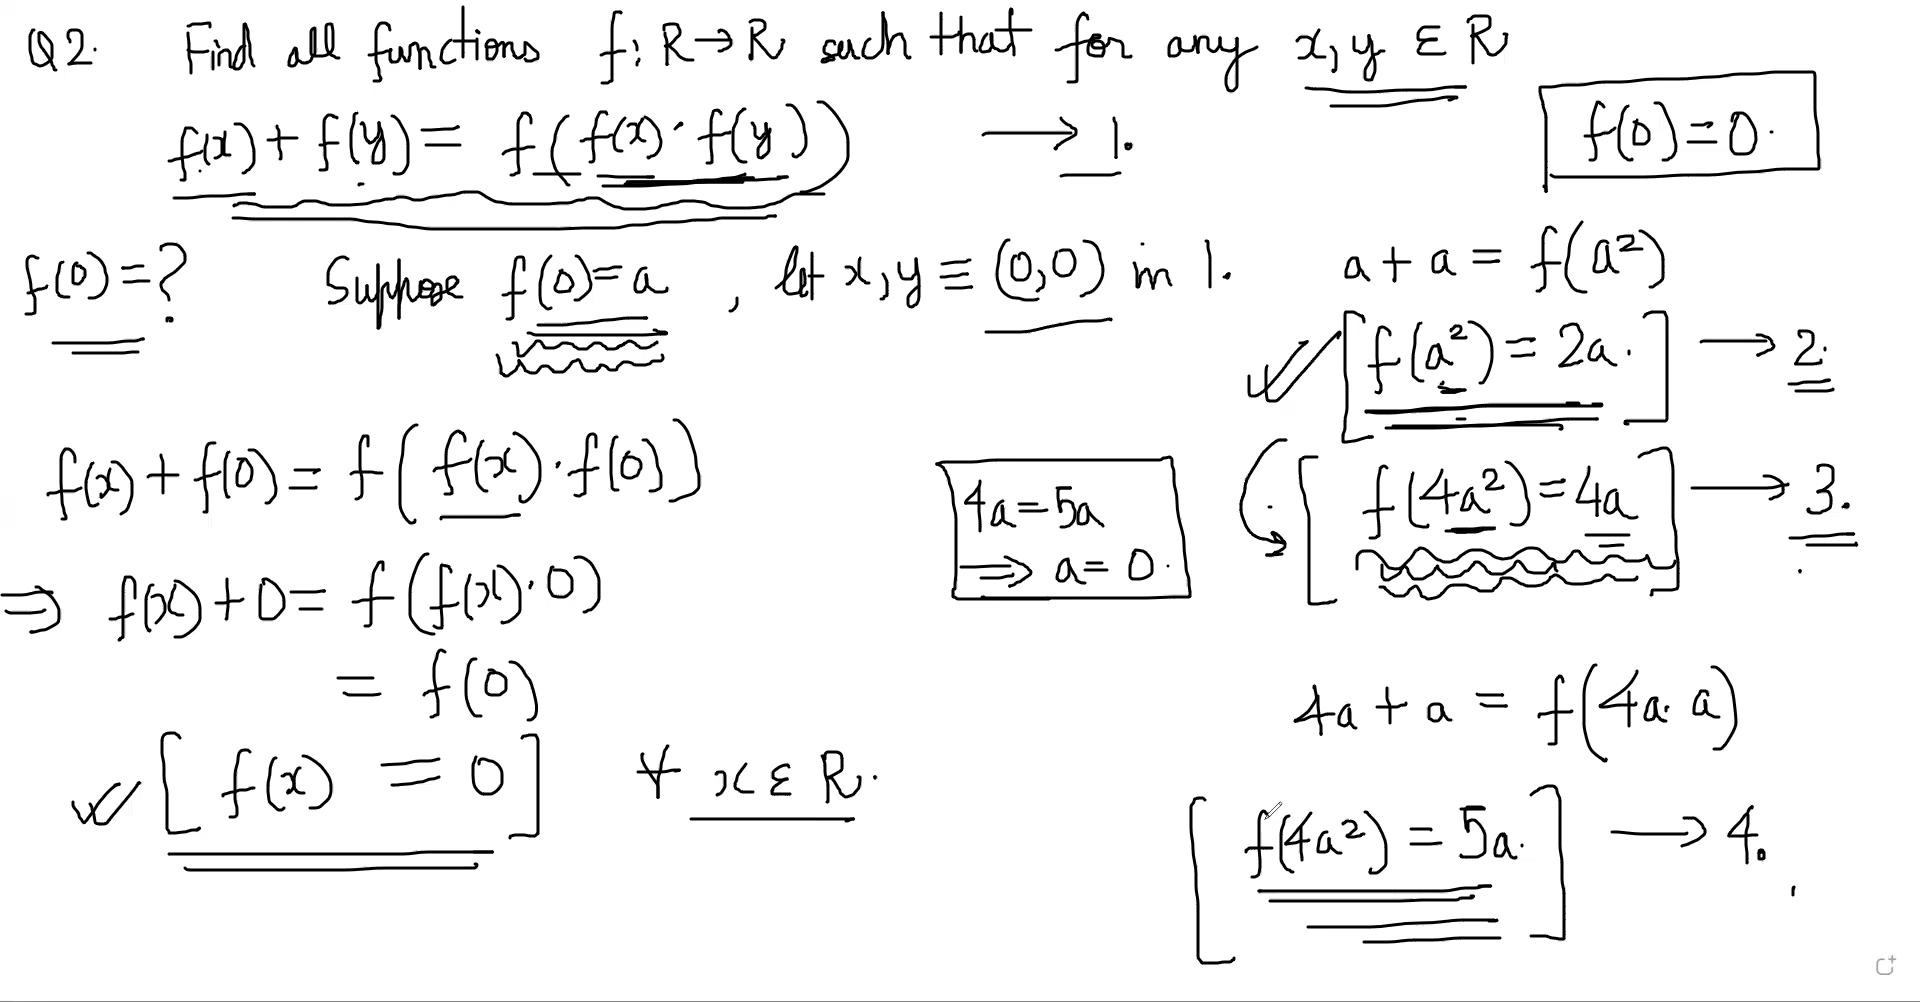 Q2. Find all functions f: R→R such that for any x, y ∈ R
f(x) + f(y) = f(f(x)·f(y)) → 1.
f(0)=0.
f(0)=? Suppose f(0)=a, let x,y ≡ (0,0) in 1.
a + a = f(a²)
[f(a²) = 2a.] → 2.
f(x) + f(0) = f(f(x)·f(0))
4a=5a
⇒ a= 0.
[f(4a²)=4a] → 3.
⇒ f(x)+0= f(f(x)·0)
= f(0)
4a + a = f(4a. a)
[f(x) = 0] ∀ x ∈ R.
[f(4a²) = 5a.] → 4.